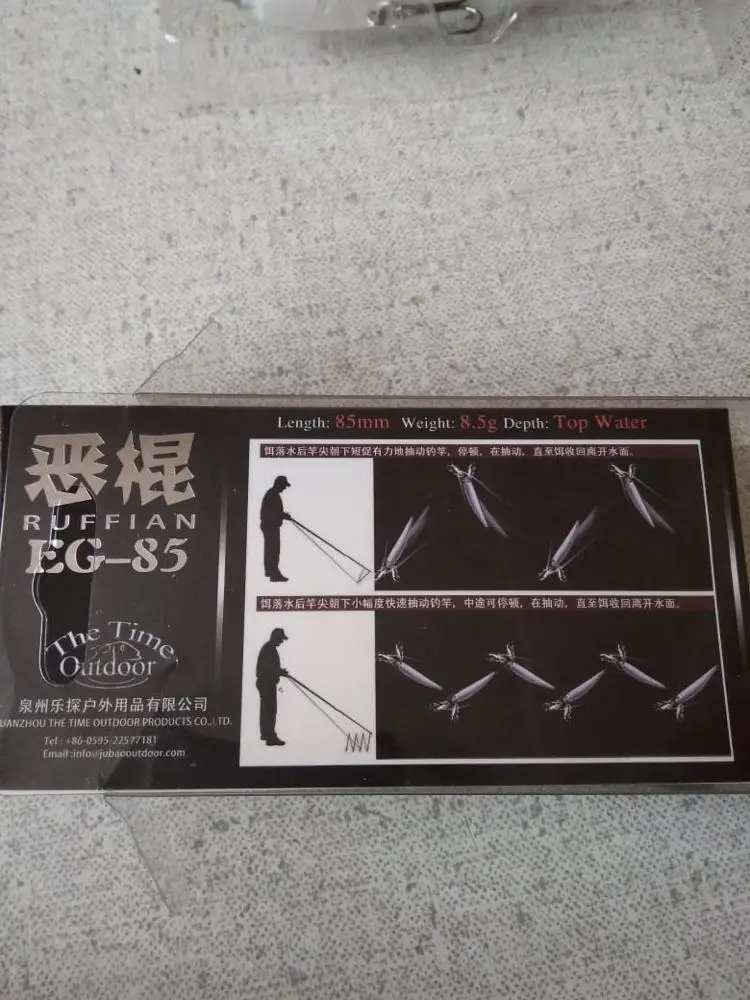 Length: 85mm Weight: 8.5g Depth: Top Water
恶棍
RUFFIAN
EG-85
The Time
Outdoor
泉州乐探户外用品有限公司
UANZHOU THE TIME OUTDOOR PRODUCTS CO.,LTD.
Tel: +86-0595-22577181
Email:info@jubaooutdoor.com
饵落水后竿尖朝下短促有力地抽动钓竿，停顿，在抽动，直至饵收回离开水面。
饵落水后竿尖朝下小幅度快速抽动钓竿，中途可停顿，在抽动，直至饵收回离开水面。